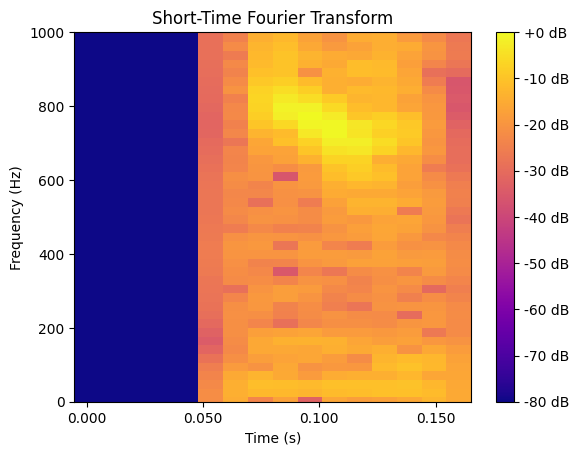 Short-Time Fourier Transform
1000
800
600
400
200
0
Frequency (Hz)
0.000
0.050
0.100
0.150
Time (s)
+0 dB
-10 dB
-20 dB
-30 dB
-40 dB
-50 dB
-60 dB
-70 dB
-80 dB